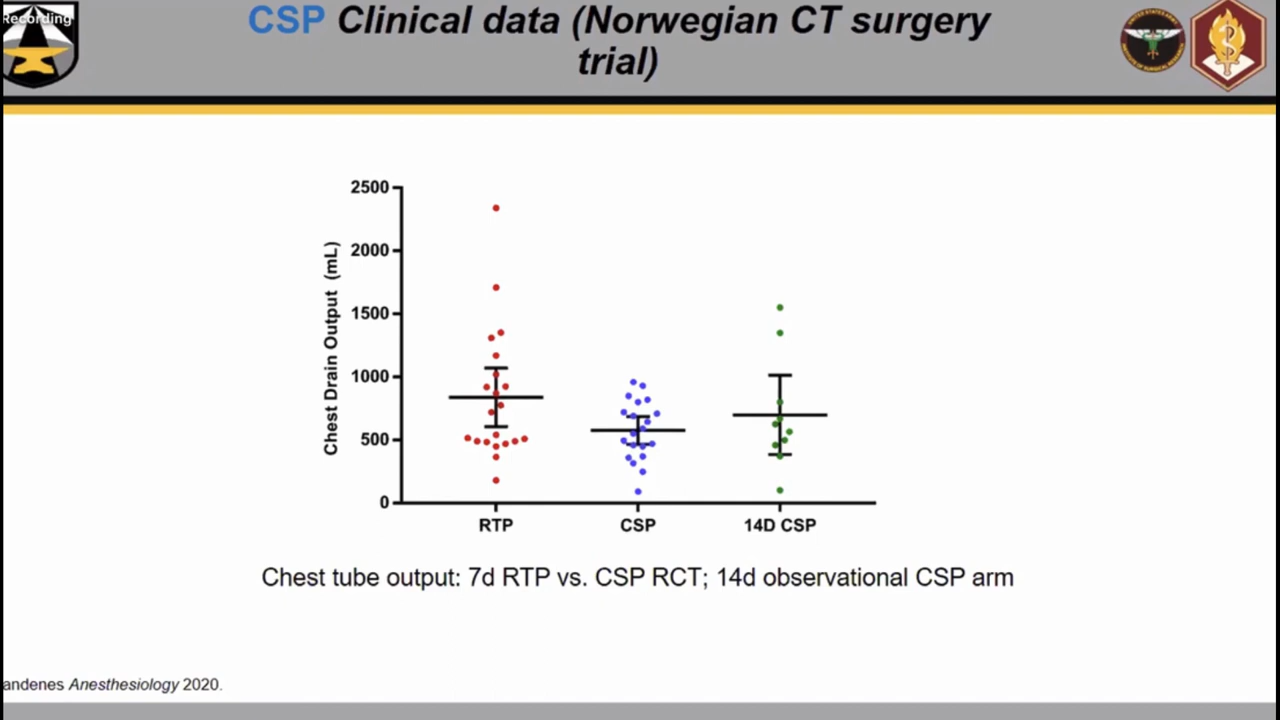 Recording
CSP Clinical data (Norwegian CT surgery
trial)
2500
2000
1500
1000
500
0
Chest Drain Output (mL)
RTP
CSP
14D CSP
Chest tube output: 7d RTP vs. CSP RCT; 14d observational CSP arm
andenes Anesthesiology 2020.